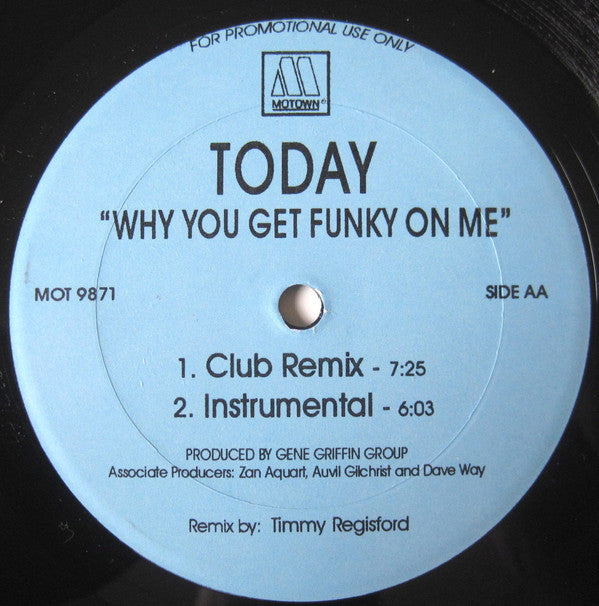 FOR PROMOTIONAL USE ONLY
MOTOWN®
TODAY
“WHY YOU GET FUNKY ON ME”
MOT 9871
SIDE AA
1. Club Remix - 7:25
2. Instrumental - 6:03
PRODUCED BY GENE GRIFFIN GROUP
Associate Producers: Zan Aquart, Auvil Gilchrist and Dave Way
Remix by: Timmy Regisford